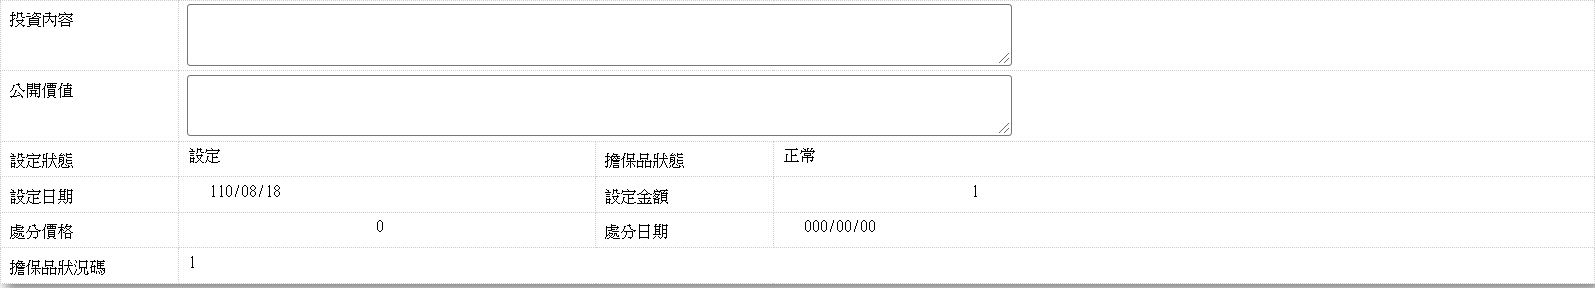 投資內容
公開價值
設定狀態 設定 擔保品狀態 正常
設定日期 110/08/18 設定金額 1
處分價格 0 處分日期 000/00/00
擔保品狀況碼 1